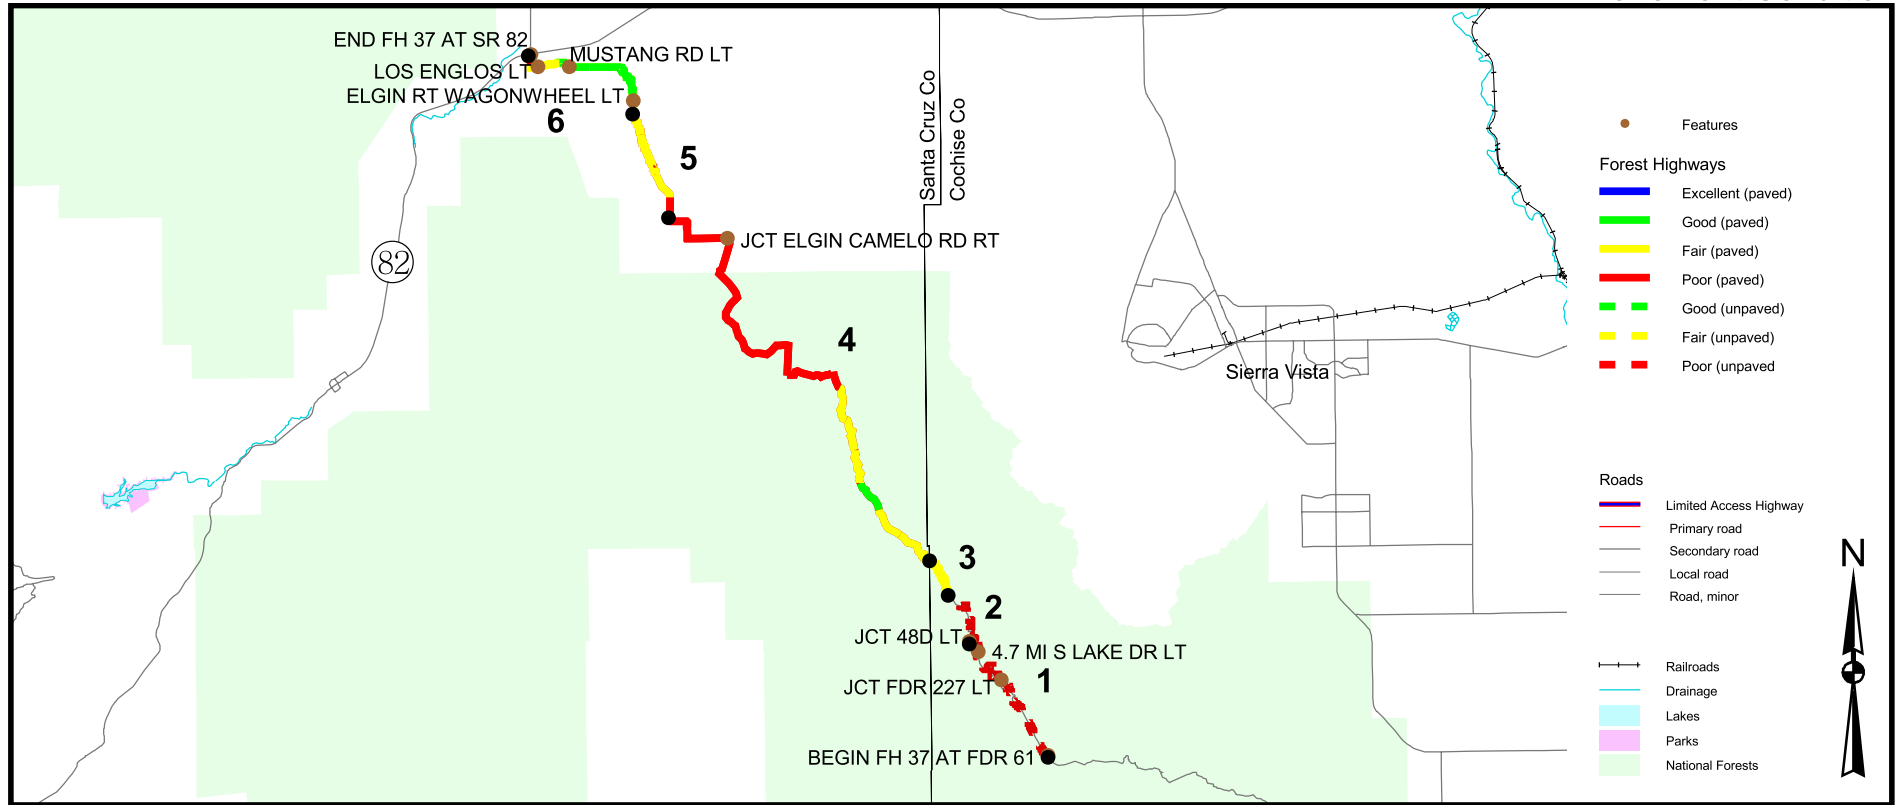 END FH 37 AT SR 82
MUSTANG RD LT
LOS ENGLOS LT
ELGIN RT WAGONWHEEL LT
6
5
Santa Cruz Co
Cochise Co
82
JCT ELGIN CAMELO RD RT
4
Sierra Vista
3
2
JCT 48D LT
4.7 MI S LAKE DR LT
JCT FDR 227 LT
1
BEGIN FH 37 AT FDR 61
Features
Forest Highways
Excellent (paved)
Good (paved)
Fair (paved)
Poor (paved)
Good (unpaved)
Fair (unpaved)
Poor (unpaved
Roads
Limited Access Highway
Primary road
Secondary road
Local road
Road, minor
Railroads
Drainage
Lakes
Parks
National Forests
N